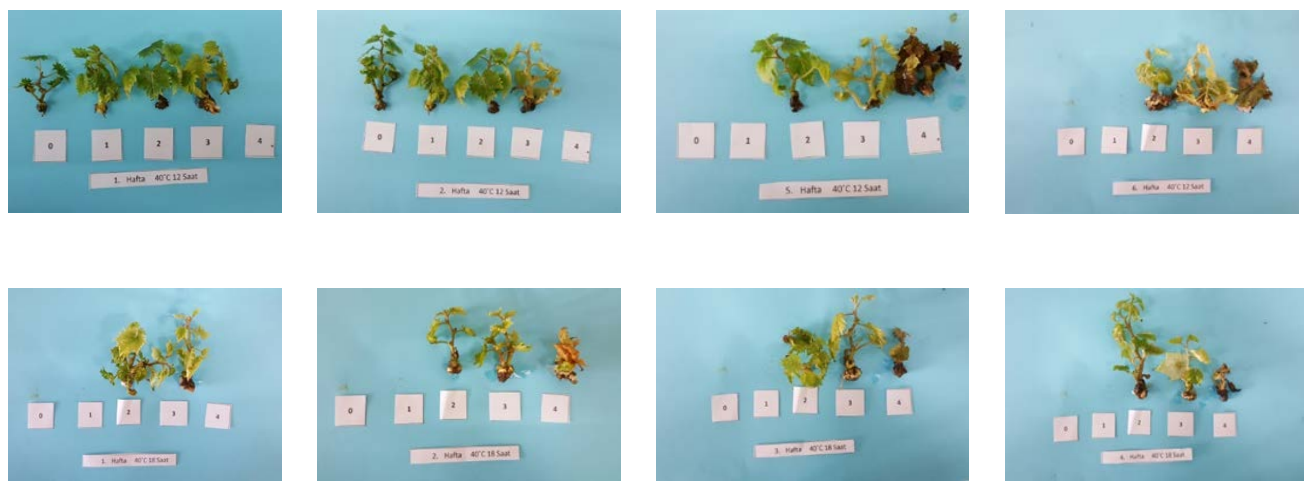 0 1 2 3 4
1. Hafta 40°C 12 Saat
0 1 2 3 4
2. Hafta 40°C 12 Saat
0 1 2 3 4
5. Hafta 40°C 12 Saat
0 1 2 3 4
6. Hafta 40°C 12 Saat
0 1 2 3 4
1. Hafta 40°C 18 Saat
0 1 2 3 4
2. Hafta 40°C 18 Saat
0 1 2 3 4
3. Hafta 40°C 18 Saat
0 1 2 3 4
4. Hafta 40°C 18 Saat